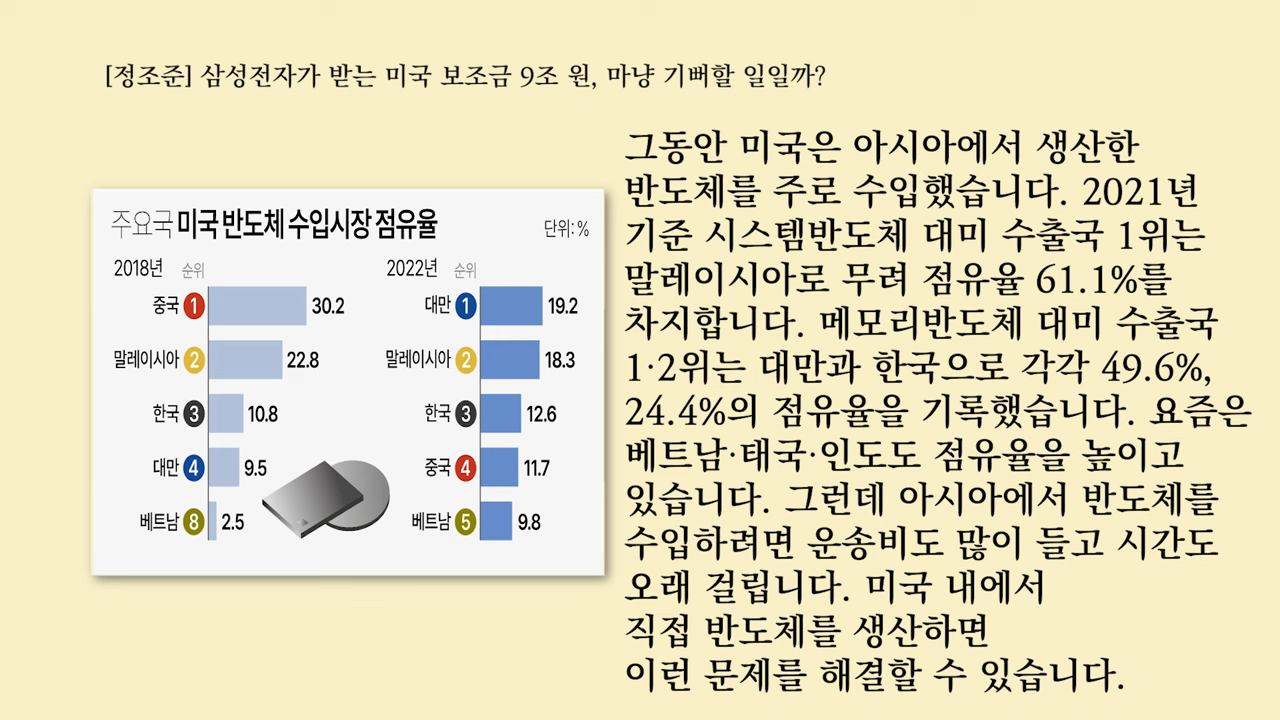 [정조준] 삼성전자가 받는 미국 보조금 9조 원, 마냥 기뻐할 일일까?
주요국 미국 반도체 수입시장 점유율
단위: %
2018년 순위
중국 1 30.2
말레이시아 2 22.8
한국 3 10.8
대만 4 9.5
베트남 8 2.5
2022년 순위
대만 1 19.2
말레이시아 2 18.3
한국 3 12.6
중국 4 11.7
베트남 5 9.8
그동안 미국은 아시아에서 생산한
반도체를 주로 수입했습니다. 2021년
기준 시스템반도체 대미 수출국 1위는
말레이시아로 무려 점유율 61.1%를
차지합니다. 메모리반도체 대미 수출국
1·2위는 대만과 한국으로 각각 49.6%,
24.4%의 점유율을 기록했습니다. 요즘은
베트남·태국·인도도 점유율을 높이고
있습니다. 그런데 아시아에서 반도체를
수입하려면 운송비도 많이 들고 시간도
오래 걸립니다. 미국 내에서
직접 반도체를 생산하면
이런 문제를 해결할 수 있습니다.